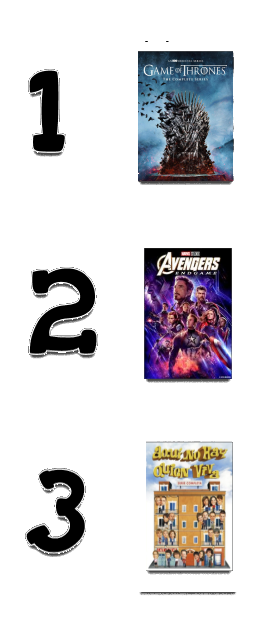 1
GAME OF THRONES
THE COMPLETE SERIES
2
MARVEL STUDIOS
AVENGERS
ENDGAME
3
AQUÍ NO HAY
QUIEN VIVA